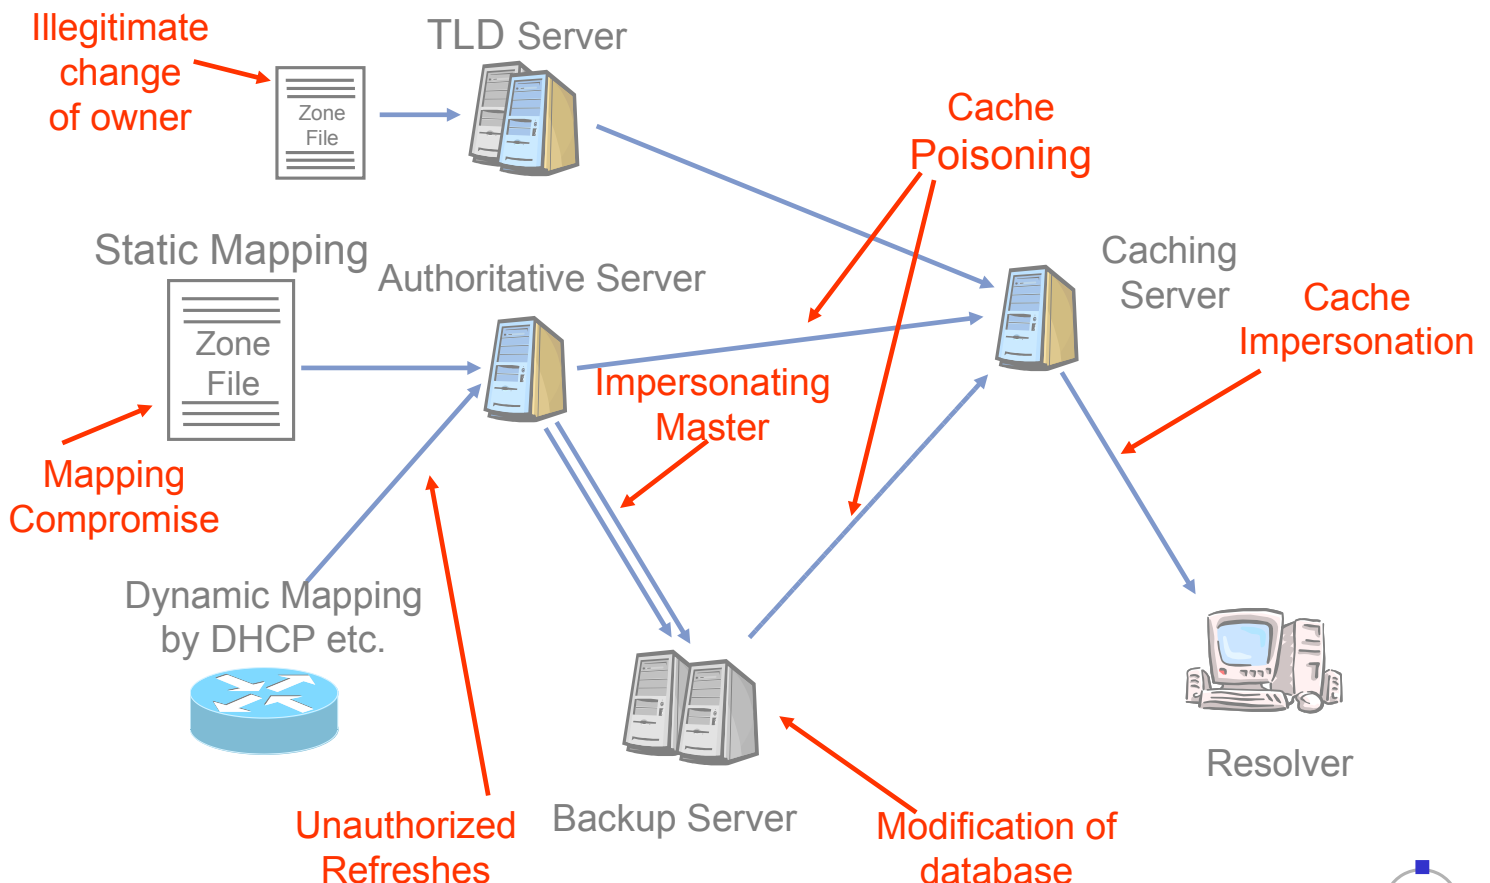 Illegitimate
change
of owner
TLD Server
Zone
File
Cache
Poisoning
Static Mapping
Authoritative Server
Caching
Server
Cache
Impersonation
Zone
File
Impersonating
Master
Mapping
Compromise
Dynamic Mapping
by DHCP etc.
Resolver
Unauthorized
Refreshes
Backup Server
Modification of
database